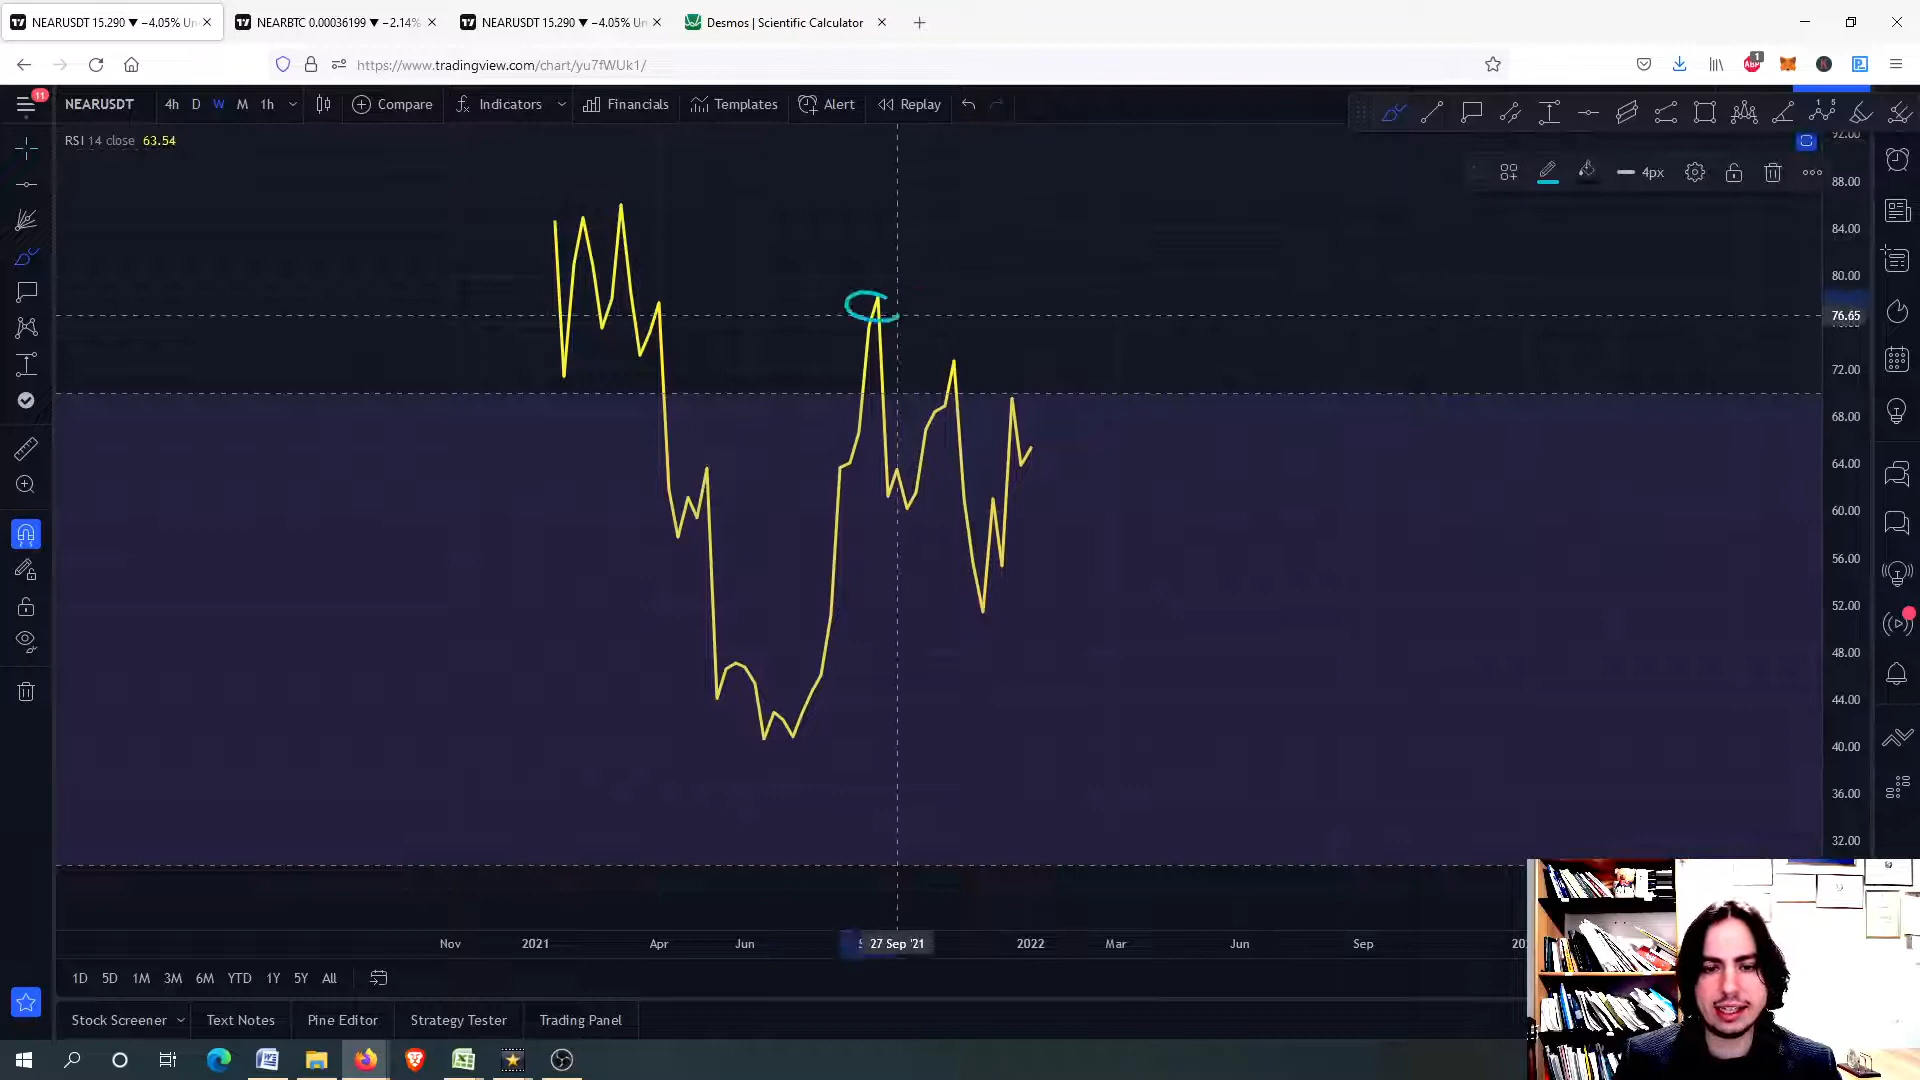 NEARUSDT 15.290 ▼ −4.05% Un
NEARBTC 0.00036199 ▼ −2.14%
NEARUSDT 15.290 ▼ −4.05% Un
Desmos | Scientific Calculator
https://www.tradingview.com/chart/yu7fWUk1/
1
ABP
11
NEARUSDT
4h D W M 1h
Compare
Indicators
Financials
Templates
Alert
Replay
RSI 14 close 63.54
4px
92.00
88.00
84.00
80.00
76.65
72.00
68.00
64.00
60.00
56.00
52.00
48.00
44.00
40.00
36.00
32.00
Nov 2021 Apr Jun 27 Sep '21 2022 Mar Jun Sep
1D 5D 1M 3M 6M YTD 1Y 5Y All
Stock Screener Text Notes Pine Editor Strategy Tester Trading Panel